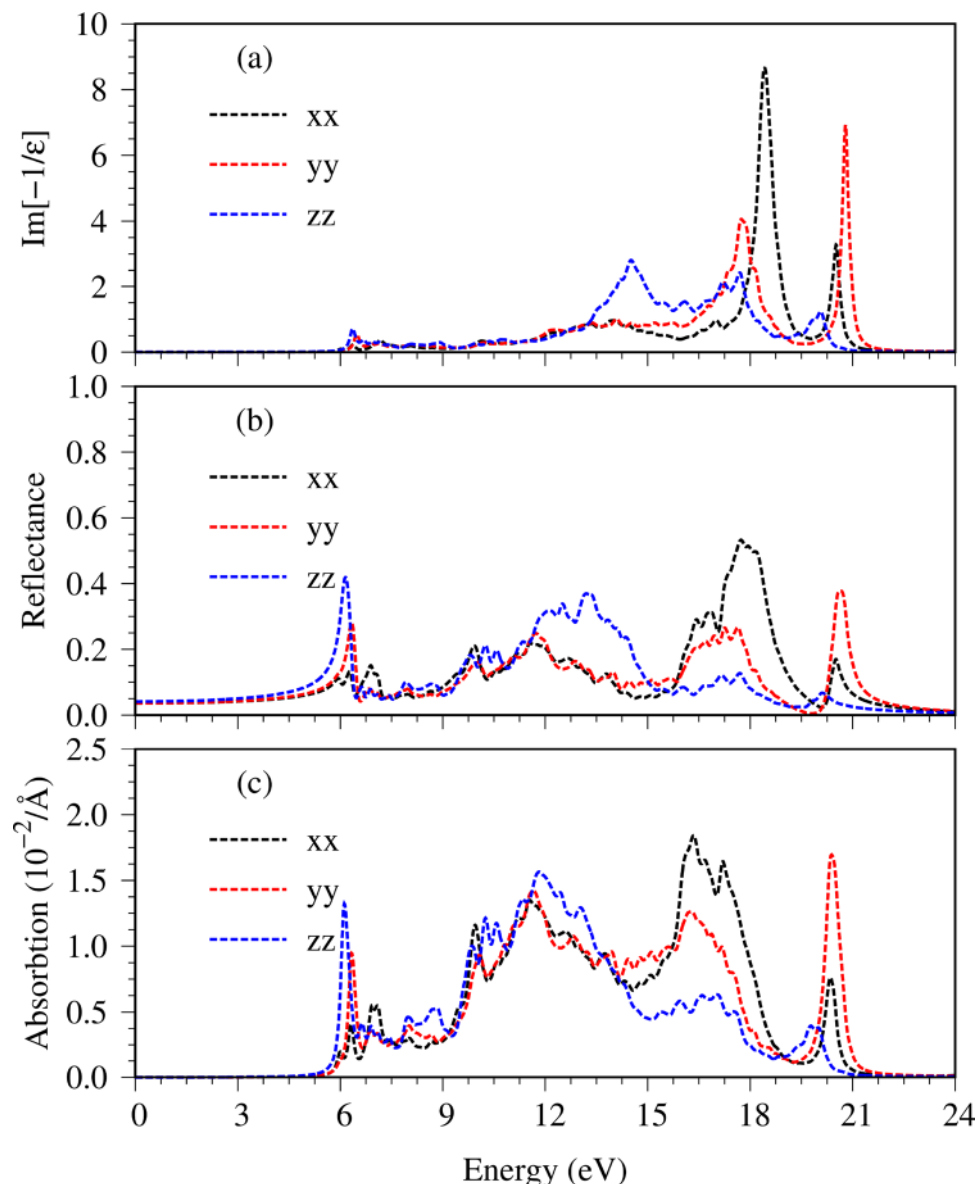 (a)
xx
yy
zz
Im[−1/ε]
10
8
6
4
2
0
(b)
xx
yy
zz
Reflectance
1.0
0.8
0.6
0.4
0.2
0.0
(c)
xx
yy
zz
Absorbtion (10⁻²/Å)
2.5
2.0
1.5
1.0
0.5
0.0
0 3 6 9 12 15 18 21 24
Energy (eV)